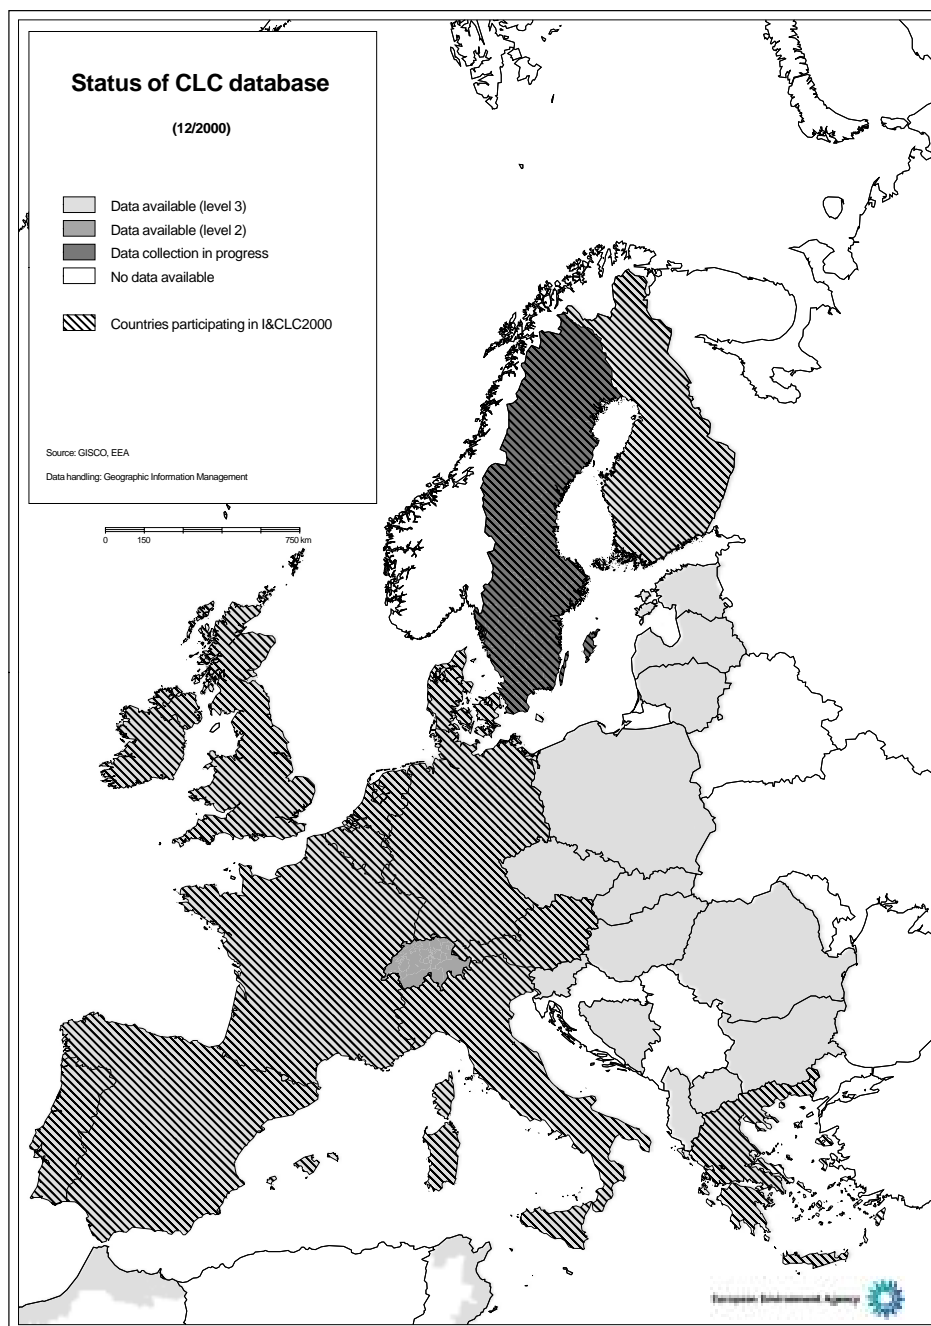 Status of CLC database
(12/2000)
Data available (level 3)
Data available (level 2)
Data collection in progress
No data available
Countries participating in I&CLC2000
Source: GISCO, EEA
Data handling: Geographic Information Management
0 150 750 km
European Environment Agency